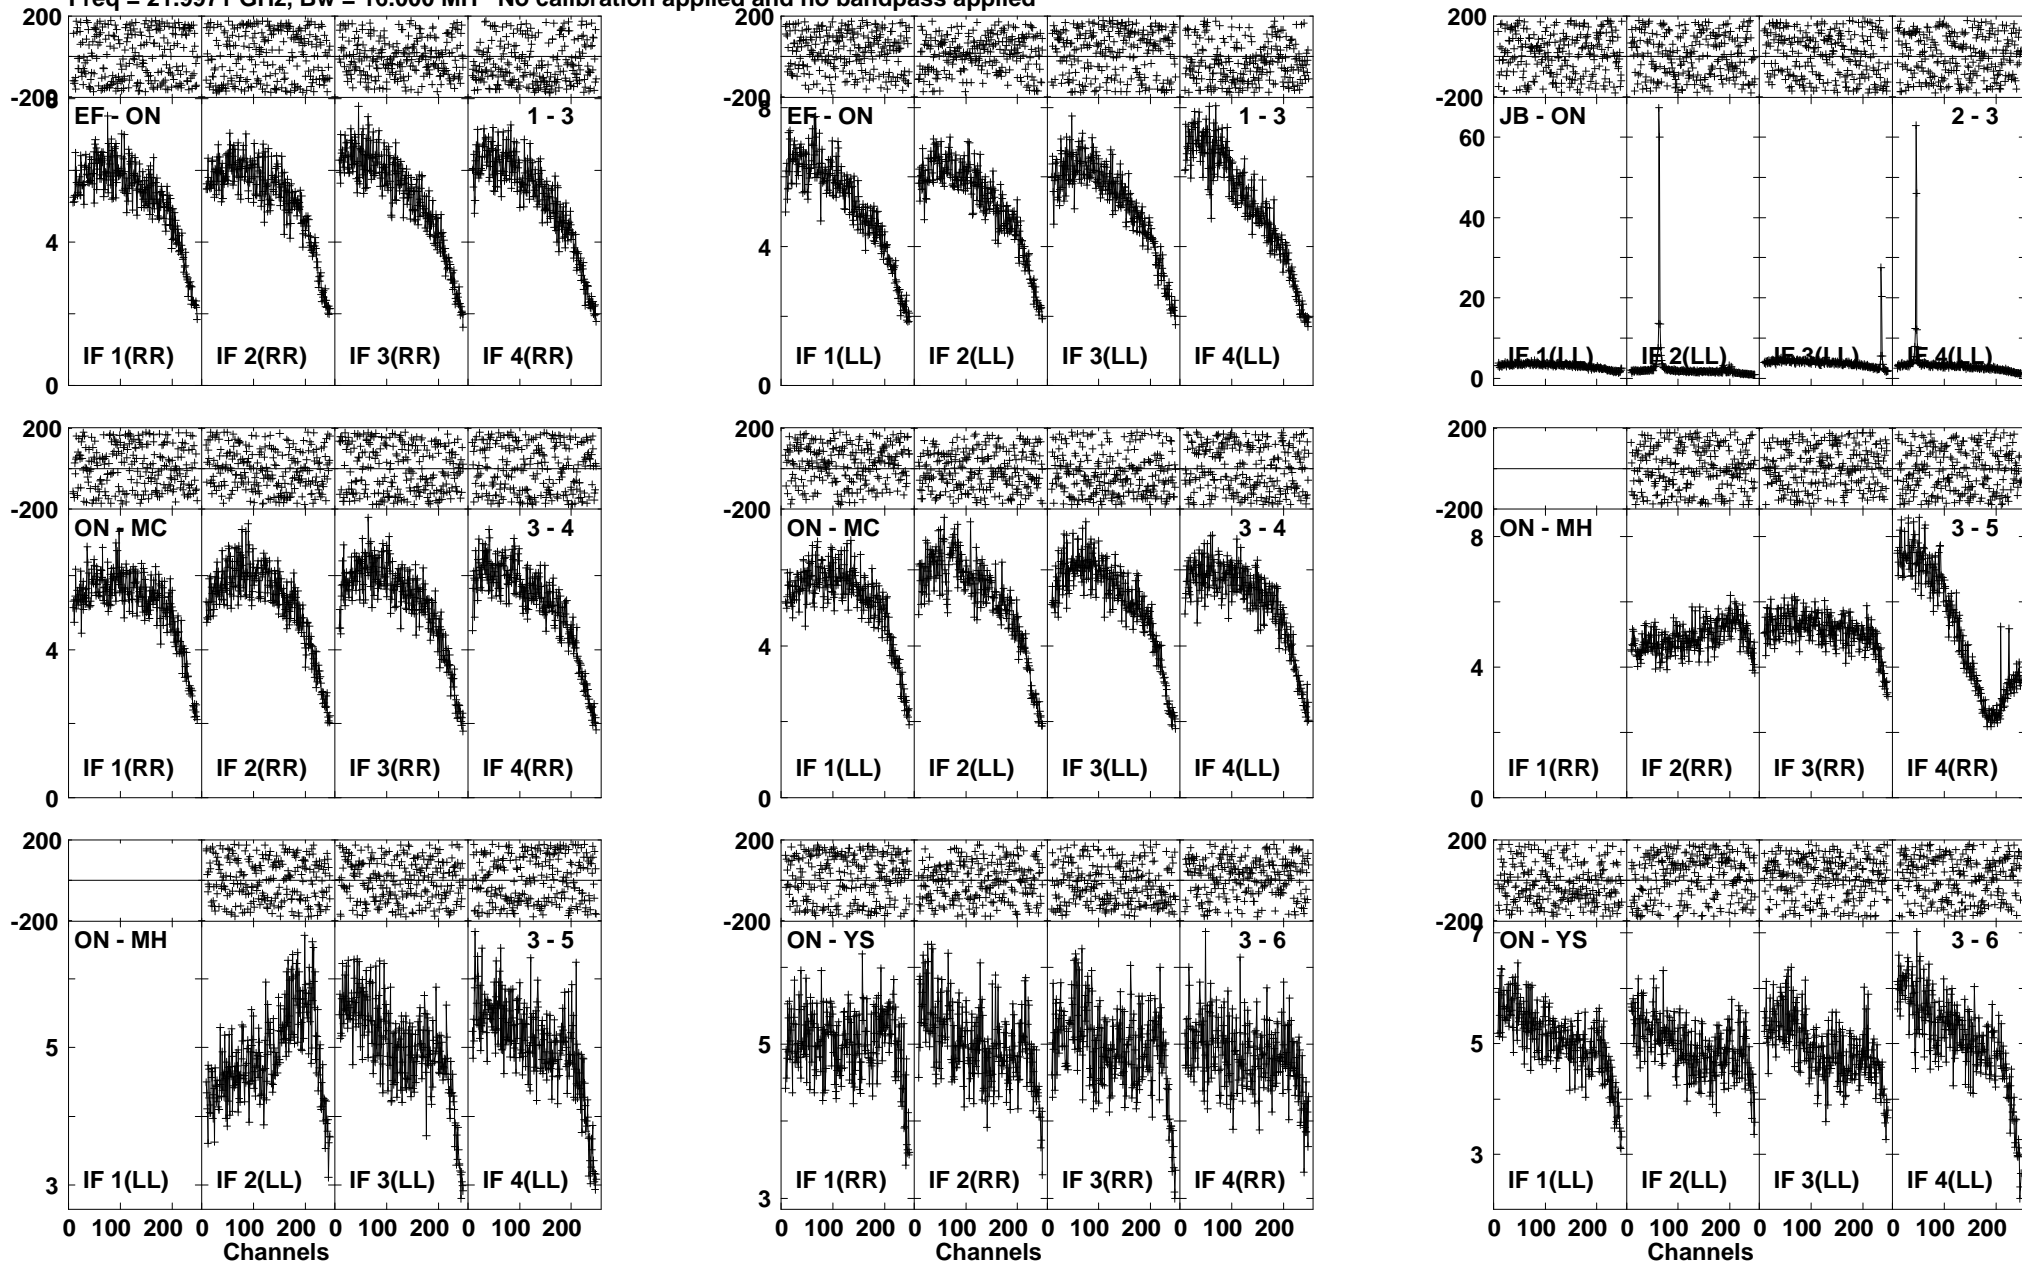 Freq = 21.9971 GHz, Bw = 16.000 MH No calibration applied and no bandpass applied
200 200 200
-200 -200 -200
8 8
EF - ON 1 - 3 EF - ON 1 - 3 JB - ON 2 - 3
60
4 4 40
20
IF 1(RR) IF 2(RR) IF 3(RR) IF 4(RR) IF 1(LL) IF 2(LL) IF 3(LL) IF 4(LL) IF 1(LL) IF 2(LL) IF 3(LL) IF 4(LL)
0 0 0
200 200 200
-200 -200 -200
ON - MC 3 - 4 ON - MC 3 - 4 ON - MH 3 - 5
8
4 4 4
IF 1(RR) IF 2(RR) IF 3(RR) IF 4(RR) IF 1(LL) IF 2(LL) IF 3(LL) IF 4(LL) IF 1(RR) IF 2(RR) IF 3(RR) IF 4(RR)
0 0 0
200 200 200
-200 -200 -200
7
ON - MH 3 - 5 ON - YS 3 - 6 ON - YS 3 - 6
5 5 5
3 3 3
IF 1(LL) IF 2(LL) IF 3(LL) IF 4(LL) IF 1(RR) IF 2(RR) IF 3(RR) IF 4(RR) IF 1(LL) IF 2(LL) IF 3(LL) IF 4(LL)
0 100 200 0 100 200 0 100 200 0 100 200 0 100 200 0 100 200 0 100 200 0 100 200 0 100 200 0 100 200 0 100 200 0 100 200
Channels Channels Channels